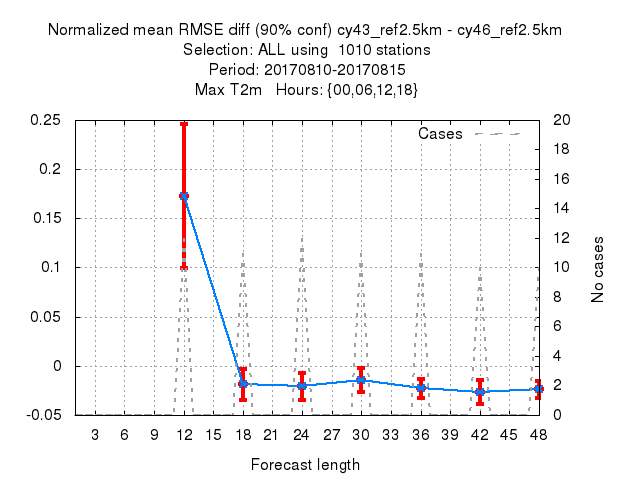 Normalized mean RMSE diff (90% conf) cy43_ref2.5km - cy46_ref2.5km
Selection: ALL using  1010 stations
Period: 20170810-20170815
Max T2m   Hours: {00,06,12,18}
Cases
0.25
0.2
0.15
0.1
0.05
0
-0.05
20
18
16
14
12
10
8
6
4
2
0
No cases
3 6 9 12 15 18 21 24 27 30 33 36 39 42 45 48
Forecast length